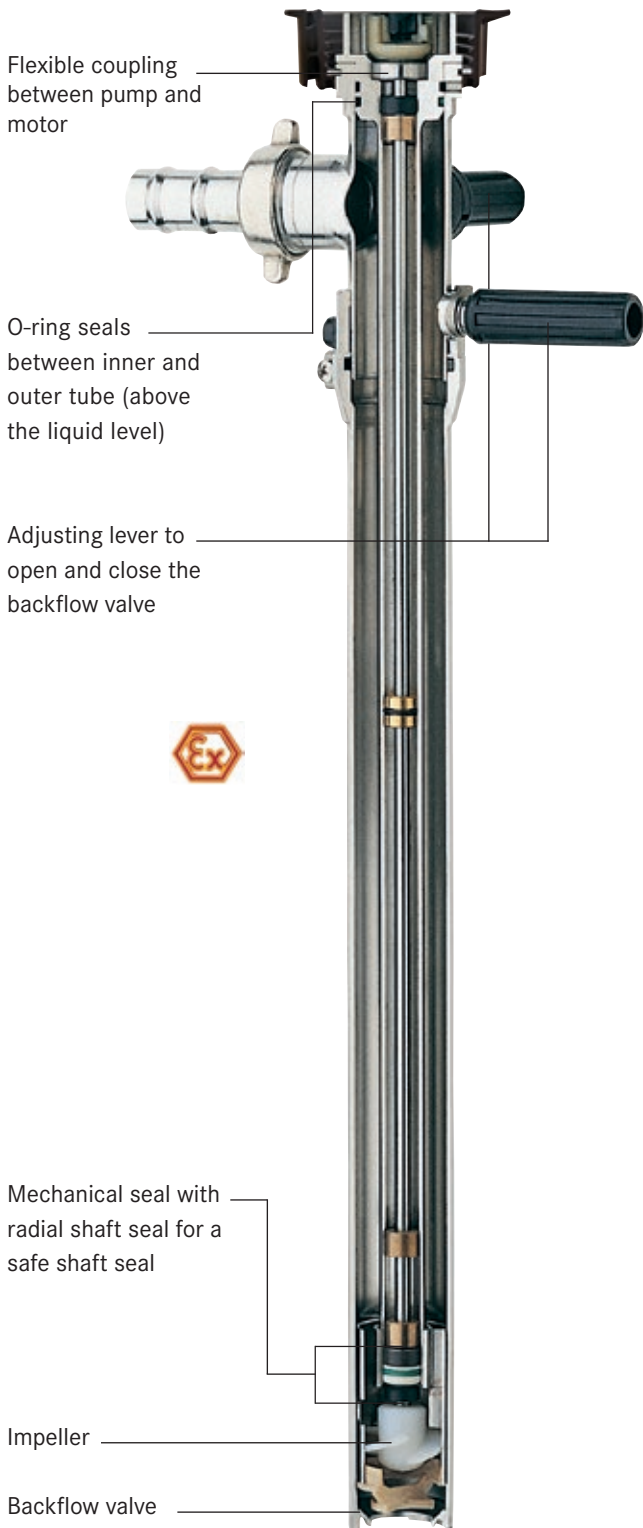 Flexible coupling
between pump and
motor
O-ring seals
between inner and
outer tube (above
the liquid level)
Adjusting lever to
open and close the
backflow valve
Ex
Mechanical seal with
radial shaft seal for a
safe shaft seal
Impeller
Backflow valve